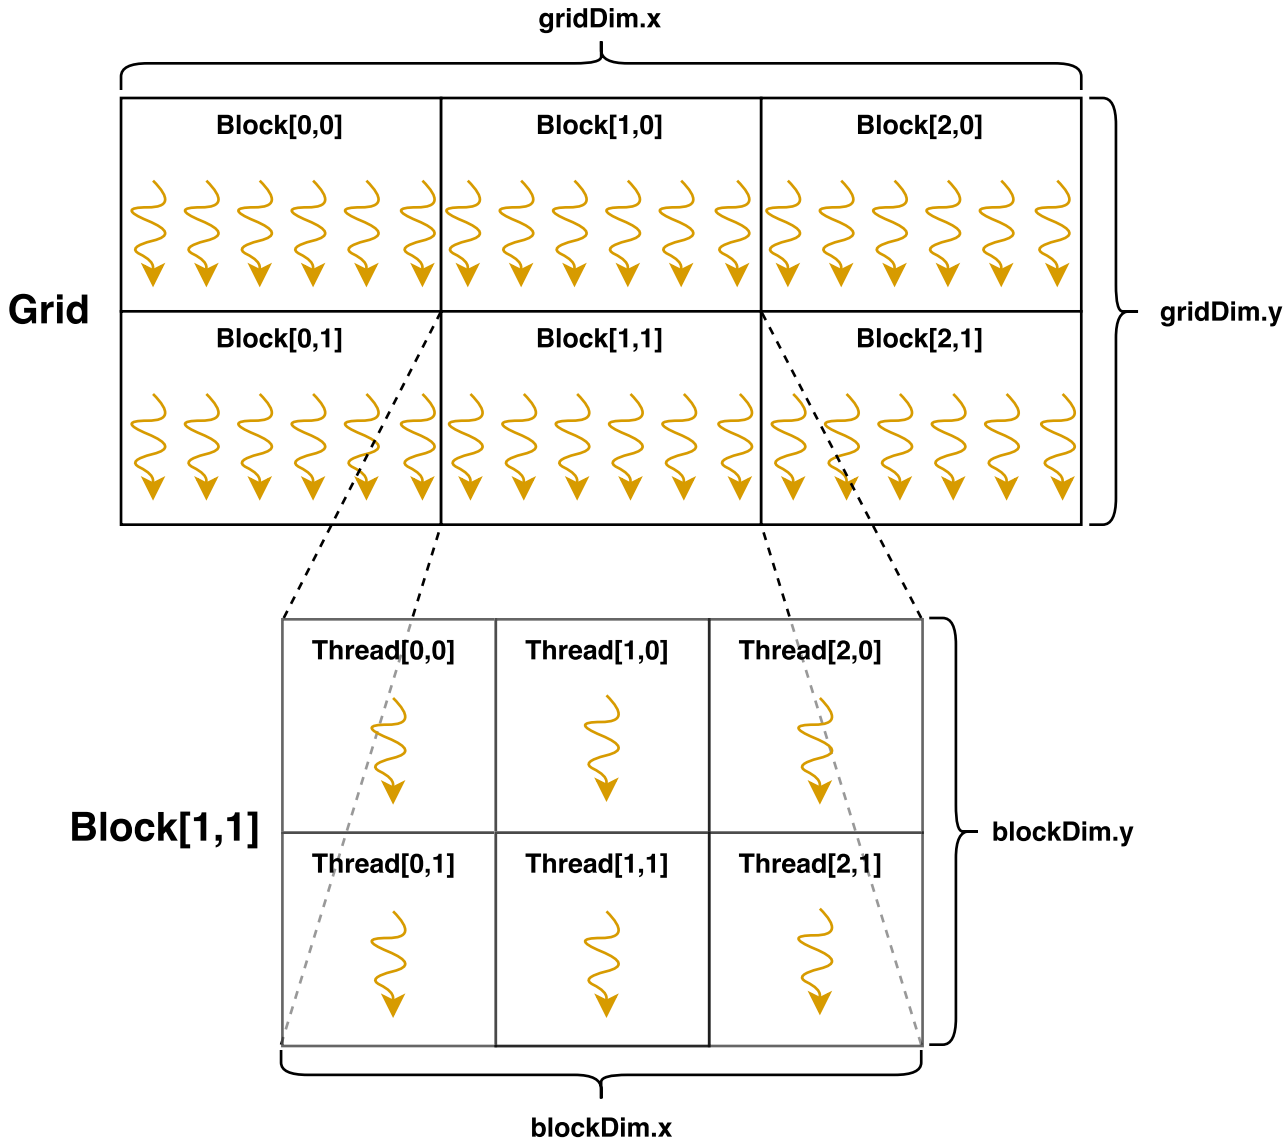 gridDim.x
Block[0,0] Block[1,0] Block[2,0]
Grid
gridDim.y
Block[0,1] Block[1,1] Block[2,1]
Thread[0,0] Thread[1,0] Thread[2,0]
Block[1,1]
blockDim.y
Thread[0,1] Thread[1,1] Thread[2,1]
blockDim.x